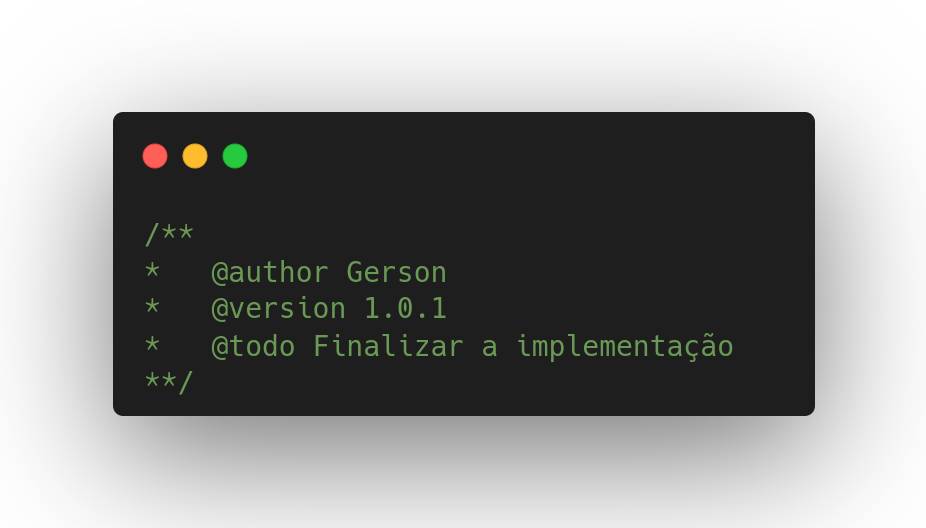 /**
*   @author Gerson
*   @version 1.0.1
*   @todo Finalizar a implementação
**/